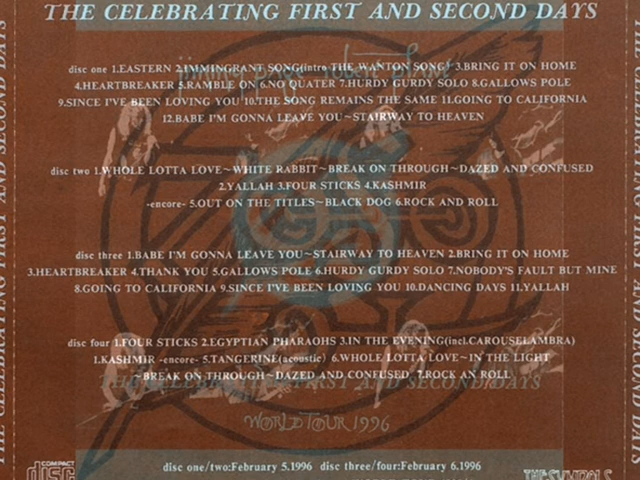 THE CELEBRATING FIRST AND SECOND DAYS
jimmy page robert plant
disc one 1.EASTERN 2.IMMINGRANT SONG(intro THE WANTON SONG) 3.BRING IT ON HOME
4.HEARTBREAKER 5.RAMBLE ON 6.NO QUATER 7.HURDY GURDY SOLO 8.GALLOWS POLE
9.SINCE I'VE BEEN LOVING YOU 10.THE SONG REMAINS THE SAME 11.GOING TO CALIFORNIA
12.BABE I'M GONNA LEAVE YOU~STAIRWAY TO HEAVEN
disc two 1.WHOLE LOTTA LOVE~WHITE RABBIT~BREAK ON THROUGH~DAZED AND CONFUSED
2.YALLAH 3.FOUR STICKS 4.KASHMIR
-encore- 5.OUT ON THE TITLES~BLACK DOG 6.ROCK AND ROLL
disc three 1.BABE I'M GONNA LEAVE YOU~STAIRWAY TO HEAVEN 2.BRING IT ON HOME
3.HEARTBREAKER 4.THANK YOU 5.GALLOWS POLE 6.HURDY GURDY SOLO 7.NOBODY'S FAULT BUT MINE
8.GOING TO CALIFORNIA 9.SINCE I'VE BEEN LOVING YOU 10.DANCING DAYS 11.YALLAH
disc four 1.FOUR STICKS 2.EGYPTIAN PHARAOHS 3.IN THE EVENING(incl.CAROUSELAMBRA)
1.KASHMIR -encore- 5.TANGERINE(acoustic) 6.WHOLE LOTTA LOVE~IN THE LIGHT
~BREAK ON THROUGH~DAZED AND CONFUSED 7.ROCK AN ROLL
THE CELEBRATING FIRST AND SECOND DAYS
WORLD TOUR 1996
disc one/two:February 5.1996 disc three/four:February 6.1996
COMPACT
disc
THE CELEBRATING FIRST AND SECOND DAYS